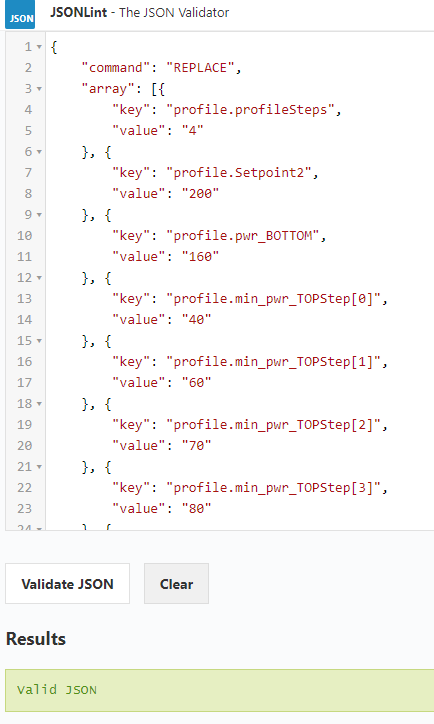 JSON JSONLint - The JSON Validator
1 {
2     "command": "REPLACE",
3     "array": [{
4         "key": "profile.profileSteps",
5         "value": "4"
6     }, {
7         "key": "profile.Setpoint2",
8         "value": "200"
9     }, {
10         "key": "profile.pwr_BOTTOM",
11         "value": "160"
12     }, {
13         "key": "profile.min_pwr_TOPStep[0]",
14         "value": "40"
15     }, {
16         "key": "profile.min_pwr_TOPStep[1]",
17         "value": "60"
18     }, {
19         "key": "profile.min_pwr_TOPStep[2]",
20         "value": "70"
21     }, {
22         "key": "profile.min_pwr_TOPStep[3]",
23         "value": "80"
24     }, {
Validate JSON Clear
Results
Valid JSON